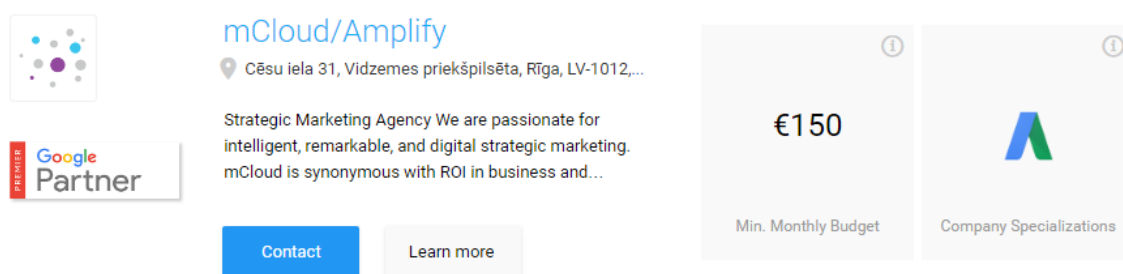 mCloud/Amplify
Cēsu iela 31, Vidzemes priekšpilsēta, Rīga, LV-1012,...
Strategic Marketing Agency We are passionate for
intelligent, remarkable, and digital strategic marketing.
mCloud is synonymous with ROI in business and...
PREMIER
Google
Partner
Contact
Learn more
€150
Min. Monthly Budget
Company Specializations